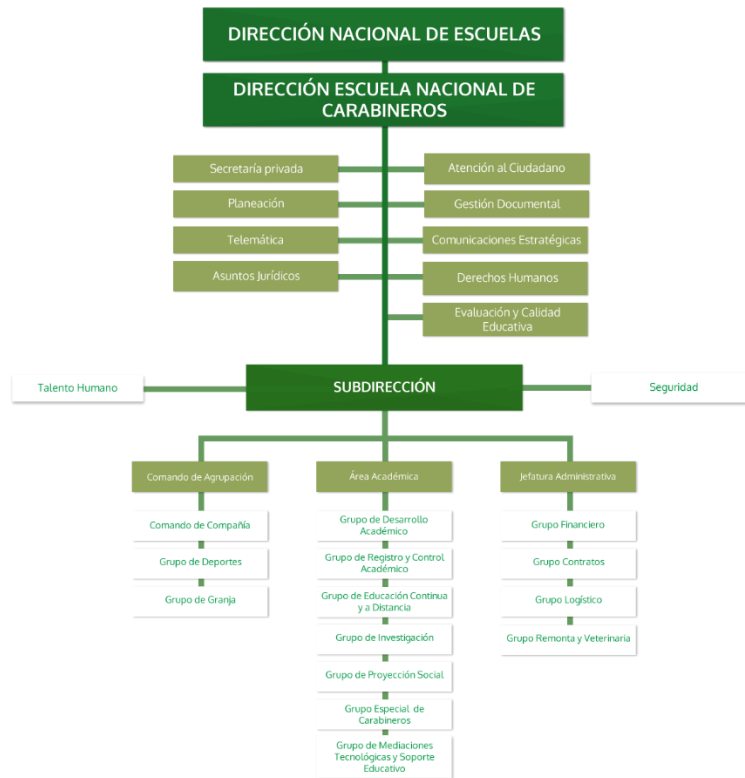 DIRECCIÓN NACIONAL DE ESCUELAS
DIRECCIÓN ESCUELA NACIONAL DE
CARABINEROS
Secretaría privada
Atención al Ciudadano
Planeación
Gestión Documental
Telemática
Comunicaciones Estratégicas
Asuntos Jurídicos
Derechos Humanos
Evaluación y Calidad
Educativa
Talento Humano
SUBDIRECCIÓN
Seguridad
Comando de Agrupación
Área Académica
Jefatura Administrativa
Comando de Compañía
Grupo de Deportes
Grupo de Granja
Grupo de Desarrollo
Académico
Grupo de Registro y Control
Académico
Grupo de Educación Continua
y a Distancia
Grupo de Investigación
Grupo de Proyección Social
Grupo Especial de
Carabineros
Grupo de Mediaciones
Tecnológicas y Soporte
Educativo
Grupo Financiero
Grupo Contratos
Grupo Logístico
Grupo Remonta y Veterinaria